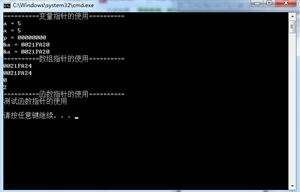 C:\Windows\system32\cmd.exe
==========变量指针的使用==========
a = 5
a = 5
p = 00000000
&a = 0021FA20
&a = 0021FA20
==========数组指针的使用==========
0021FA24
0021FA24
0
2
==========函数指针的使用==========
测试函数指针的使用
请按任意键继续. . .